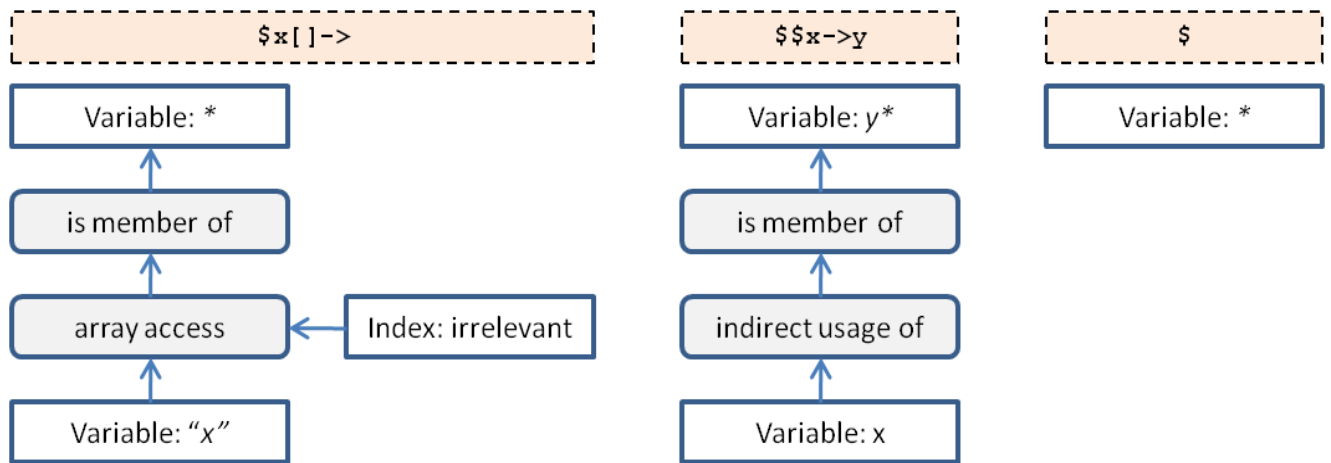 $x[]->
Variable: *
is member of
array access
Index: irrelevant
Variable: “x”
$$x->y
Variable: y*
is member of
indirect usage of
Variable: x
$
Variable: *